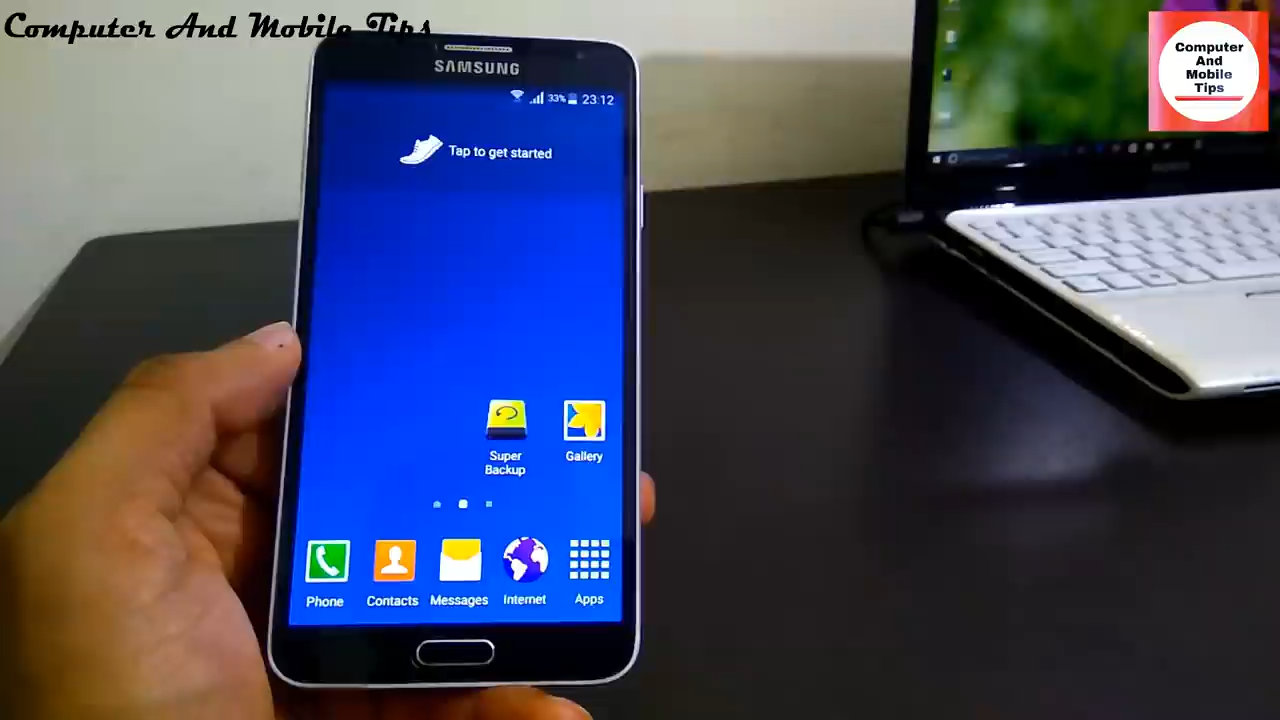 Computer And Mobile Tips
Computer
And
Mobile
Tips
SAMSUNG
33% 23:12
Tap to get started
Super
Backup
Gallery
Phone
Contacts
Messages
Internet
Apps